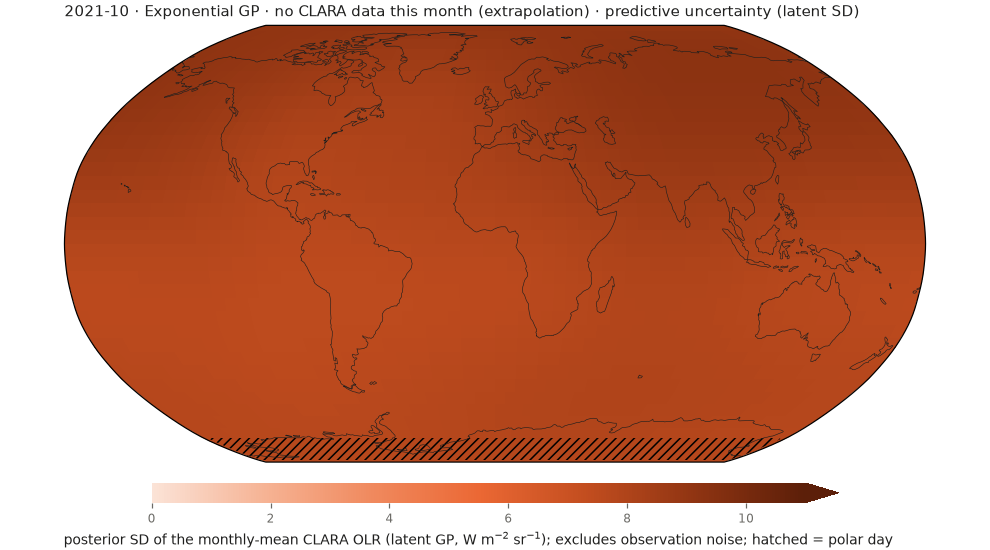 2021-10 · Exponential GP · no CLARA data this month (extrapolation) · predictive uncertainty (latent SD)
0 2 4 6 8 10
posterior SD of the monthly-mean CLARA OLR (latent GP, W m⁻² sr⁻¹); excludes observation noise; hatched = polar day